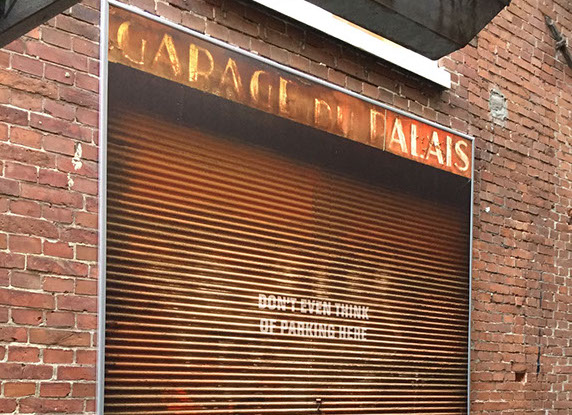 GARAGE DU PALAIS
DON'T EVEN THINK
OF PARKING HERE